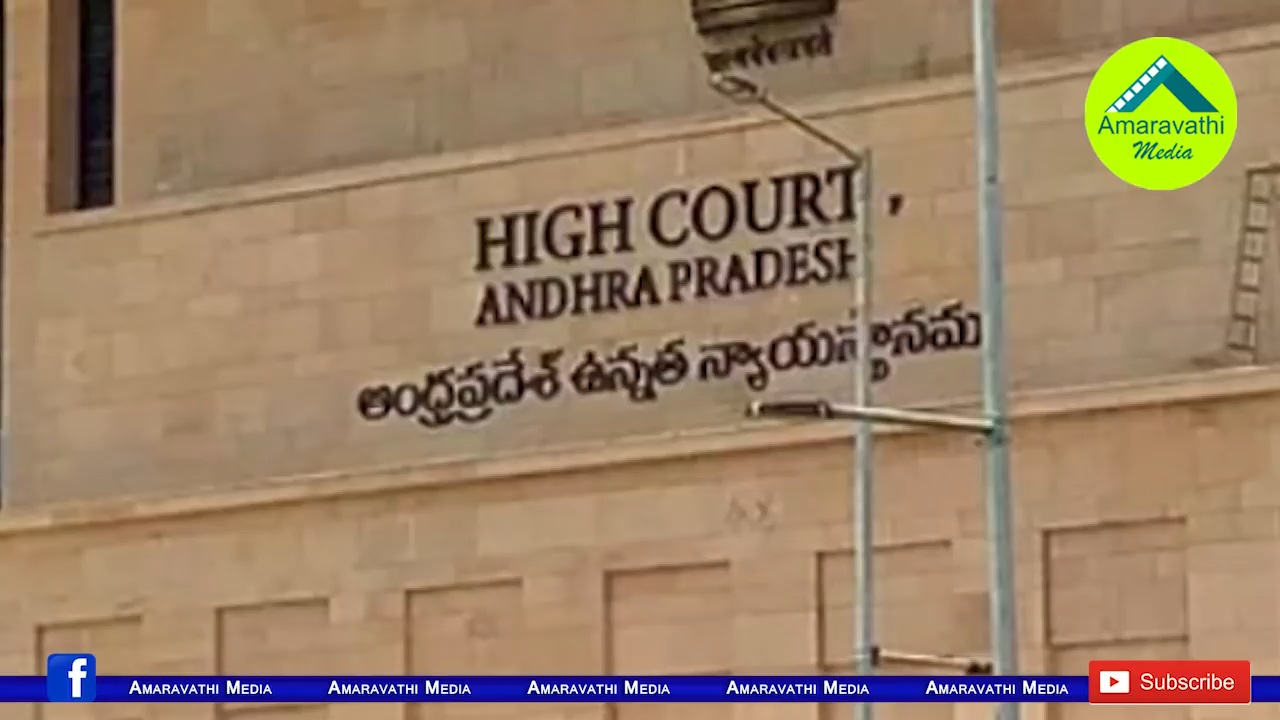 Amaravathi
Media
HIGH COURT,
ANDHRA PRADESH
ఆంధ్రప్రదేశ్ ఉన్నత న్యాయస్థానము
f
AMARAVATHI MEDIA AMARAVATHI MEDIA AMARAVATHI MEDIA AMARAVATHI MEDIA AMARAVATHI MEDIA
Subscribe